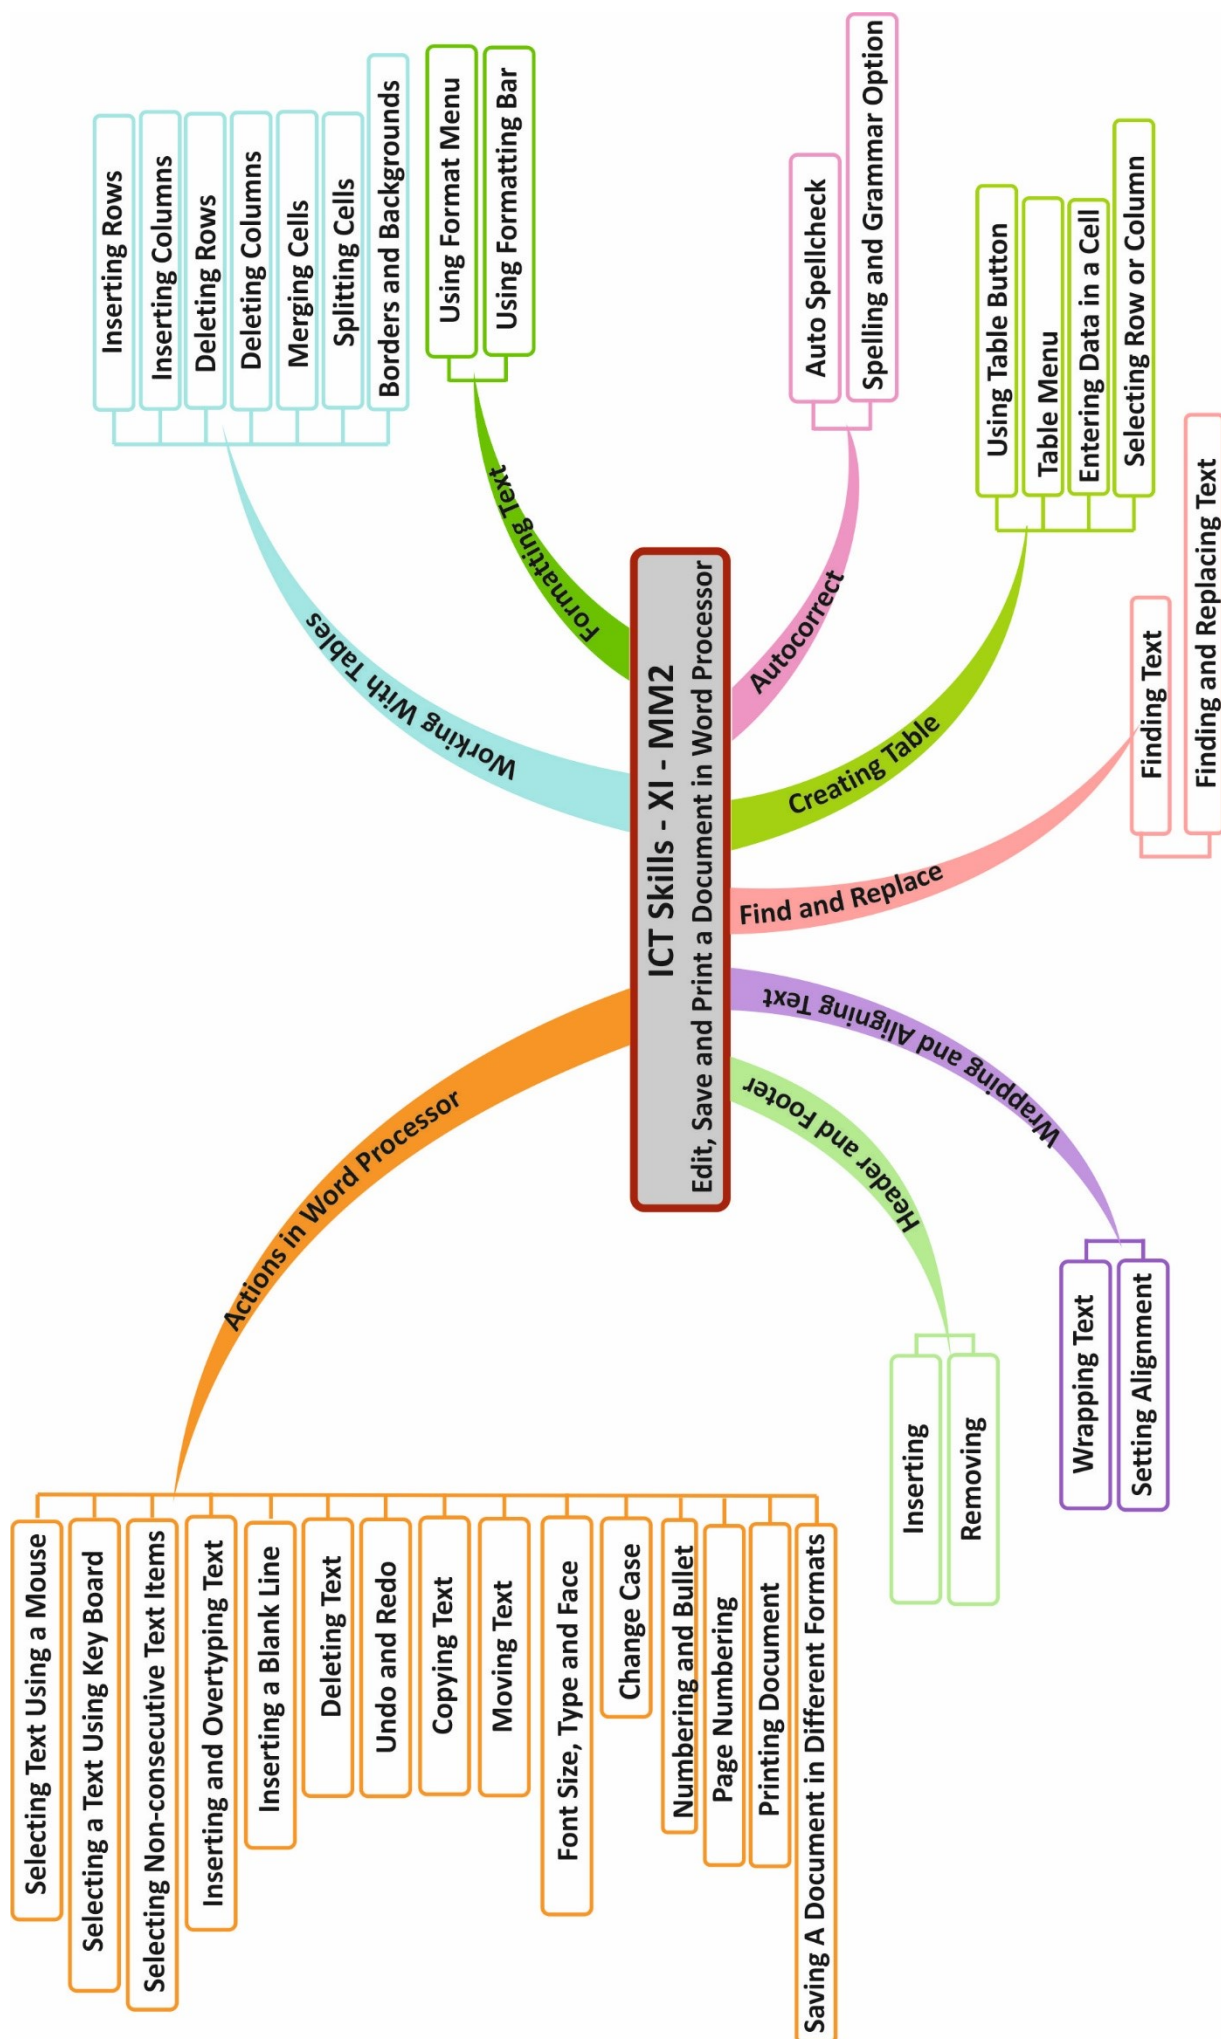 ICT Skills - XI - MM2
Edit, Save and Print a Document in Word Processor
Actions in Word Processor
Selecting Text Using a Mouse
Selecting a Text Using Key Board
Selecting Non-consecutive Text Items
Inserting and Overtyping Text
Inserting a Blank Line
Deleting Text
Undo and Redo
Copying Text
Moving Text
Font Size, Type and Face
Change Case
Numbering and Bullet
Page Numbering
Printing Document
Saving A Document in Different Formats
Working With Tables
Inserting Rows
Inserting Columns
Deleting Rows
Deleting Columns
Merging Cells
Splitting Cells
Borders and Backgrounds
Formatting Text
Using Format Menu
Using Formatting Bar
Autocorrect
Auto Spellcheck
Spelling and Grammar Option
Creating Table
Using Table Button
Table Menu
Entering Data in a Cell
Selecting Row or Column
Find and Replace
Finding Text
Finding and Replacing Text
Wrapping and Aligning Text
Wrapping Text
Setting Alignment
Header and Footer
Inserting
Removing